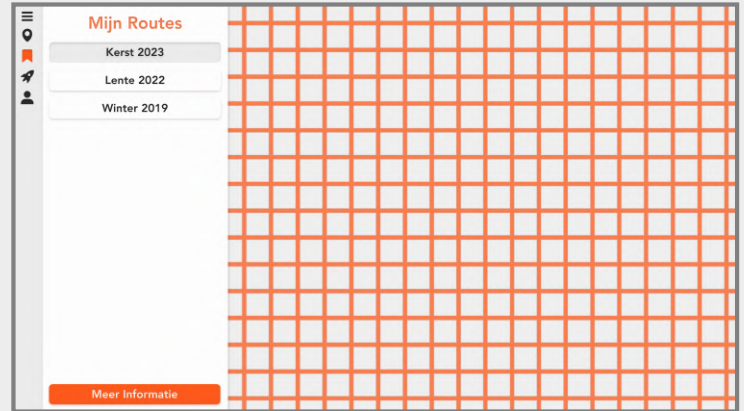 Mijn Routes
Kerst 2023
Lente 2022
Winter 2019
Meer Informatie